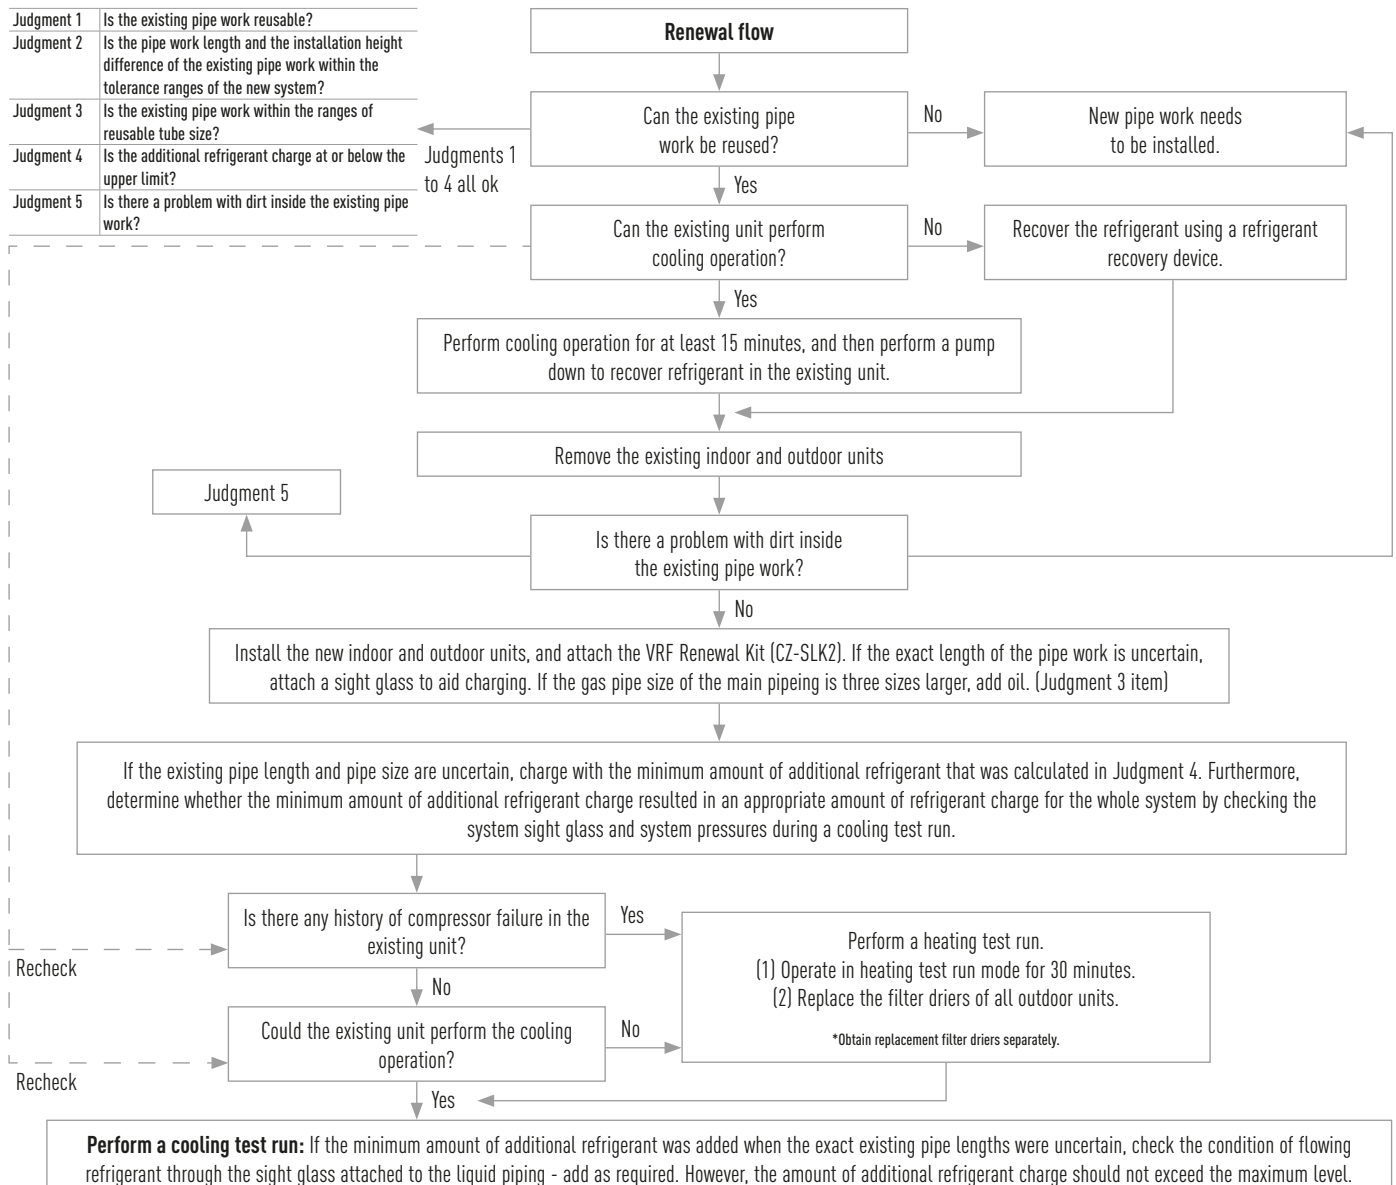 Judgment 1 Is the existing pipe work reusable?
Judgment 2 Is the pipe work length and the installation height
difference of the existing pipe work within the
tolerance ranges of the new system?
Judgment 3 Is the existing pipe work within the ranges of
reusable tube size?
Judgment 4 Is the additional refrigerant charge at or below the
upper limit?
Judgment 5 Is there a problem with dirt inside the existing pipe
work?
Renewal flow
Can the existing pipe
work be reused?
No
New pipe work needs
to be installed.
Judgments 1
to 4 all ok
Yes
Can the existing unit perform
cooling operation?
No
Recover the refrigerant using a refrigerant
recovery device.
Yes
Perform cooling operation for at least 15 minutes, and then perform a pump
down to recover refrigerant in the existing unit.
Remove the existing indoor and outdoor units
Judgment 5
Is there a problem with dirt inside
the existing pipe work?
No
Install the new indoor and outdoor units, and attach the VRF Renewal Kit (CZ-SLK2). If the exact length of the pipe work is uncertain,
attach a sight glass to aid charging. If the gas pipe size of the main pipeing is three sizes larger, add oil. (Judgment 3 item)
If the existing pipe length and pipe size are uncertain, charge with the minimum amount of additional refrigerant that was calculated in Judgment 4. Furthermore,
determine whether the minimum amount of additional refrigerant charge resulted in an appropriate amount of refrigerant charge for the whole system by checking the
system sight glass and system pressures during a cooling test run.
Is there any history of compressor failure in the
existing unit?
Yes
Perform a heating test run.
(1) Operate in heating test run mode for 30 minutes.
(2) Replace the filter driers of all outdoor units.
*Obtain replacement filter driers separately.
Recheck
No
Could the existing unit perform the cooling
operation?
No
Recheck
Yes
Perform a cooling test run: If the minimum amount of additional refrigerant was added when the exact existing pipe lengths were uncertain, check the condition of flowing
refrigerant through the sight glass attached to the liquid piping - add as required. However, the amount of additional refrigerant charge should not exceed the maximum level.